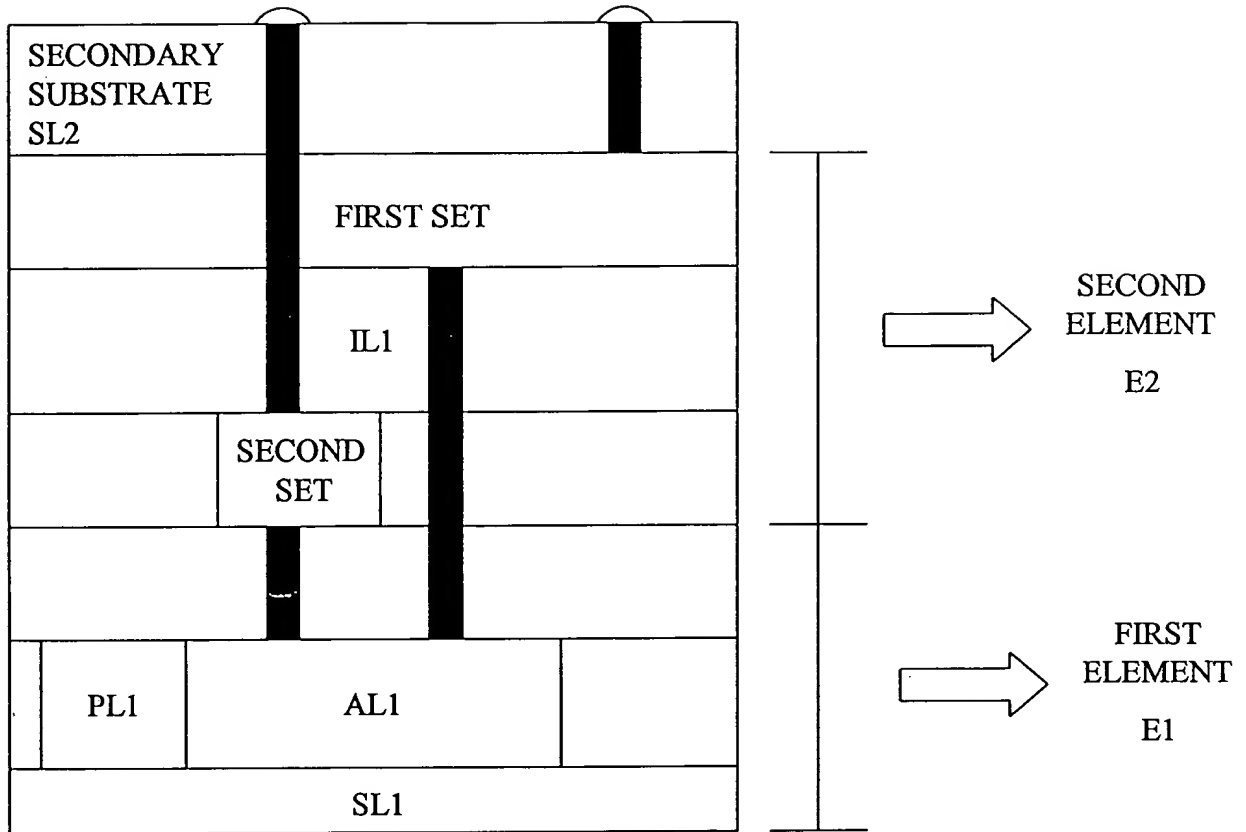 SECONDARY
SUBSTRATE
SL2
FIRST SET
IL1
SECOND
SET
PL1
AL1
SL1
SECOND
ELEMENT
E2
FIRST
ELEMENT
E1